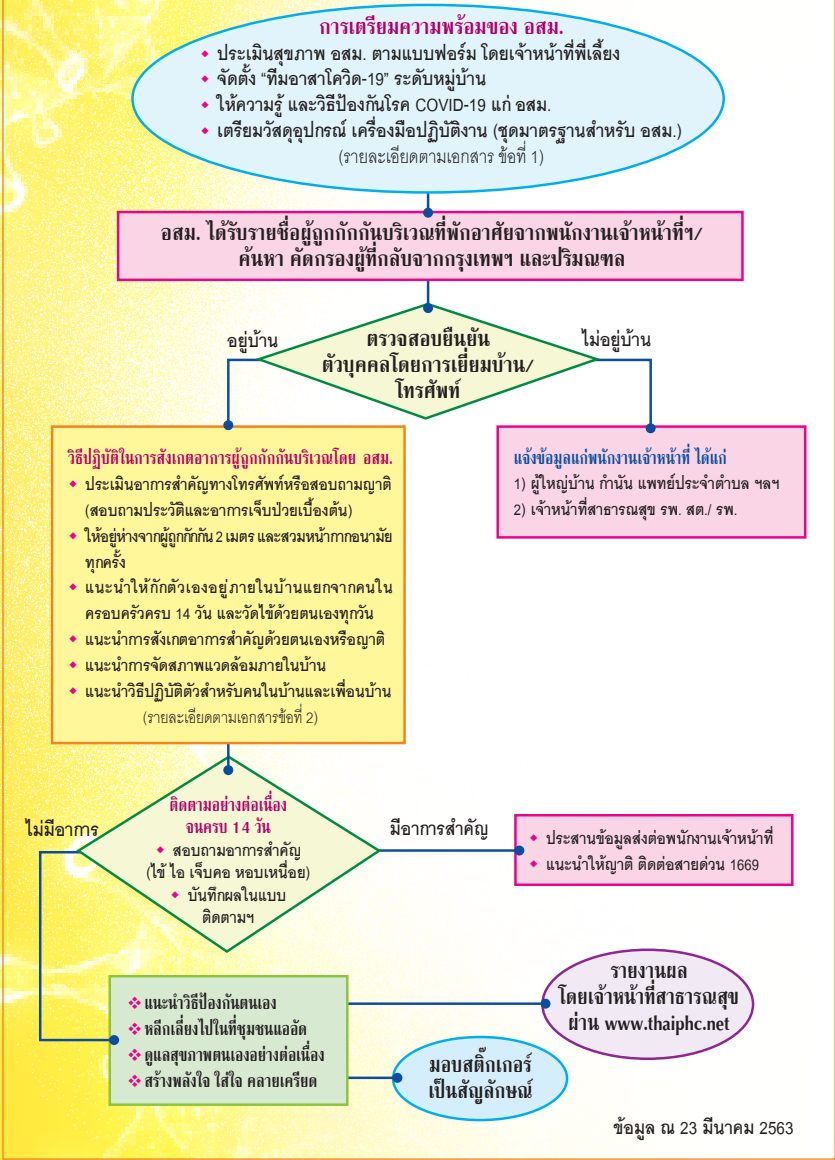 การเตรียมความพร้อมของ อสม.
❖ ประเมินสุขภาพ อสม. ตามแบบฟอร์ม โดยเจ้าหน้าที่พี่เลี้ยง
❖ จัดตั้ง “ทีมอาสาโควิด-19” ระดับหมู่บ้าน
❖ ให้ความรู้ และวิธีป้องกันโรค COVID-19 แก่ อสม.
❖ เตรียมวัสดุอุปกรณ์ เครื่องมือปฏิบัติงาน (ชุดมาตรฐานสำหรับ อสม.)
(รายละเอียดตามเอกสาร ข้อที่ 1)
อสม. ได้รับรายชื่อผู้ถูกกักกันบริเวณที่พักอาศัยจากพนักงานเจ้าหน้าที่ฯ/
ค้นหา คัดกรองผู้ที่กลับจากกรุงเทพฯ และปริมณฑล
อยู่บ้าน
ตรวจสอบยืนยัน
ตัวบุคคลโดยการเยี่ยมบ้าน/
โทรศัพท์
ไม่อยู่บ้าน
วิธีปฏิบัติในการสังเกตอาการผู้ถูกกักกันบริเวณโดย อสม.
❖ ประเมินอาการสำคัญทางโทรศัพท์หรือสอบถามญาติ
(สอบถามประวัติและอาการเจ็บป่วยเบื้องต้น)
❖ ให้อยู่ห่างจากผู้ถูกกักกัน 2 เมตร และสวมหน้ากากอนามัย
ทุกครั้ง
❖ แนะนำให้กักตัวเองอยู่ภายในบ้านแยกจากคนใน
ครอบครัวครบ 14 วัน และวัดไข้ด้วยตนเองทุกวัน
❖ แนะนำการสังเกตอาการสำคัญด้วยตนเองหรือญาติ
❖ แนะนำการจัดสภาพแวดล้อมภายในบ้าน
❖ แนะนำวิธีปฏิบัติตัวสำหรับคนในบ้านและเพื่อนบ้าน
(รายละเอียดตามเอกสารข้อที่ 2)
แจ้งข้อมูลแก่พนักงานเจ้าหน้าที่ ได้แก่
1) ผู้ใหญ่บ้าน กำนัน แพทย์ประจำตำบล ฯลฯ
2) เจ้าหน้าที่สาธารณสุข รพ. สต./ รพ.
ไม่มีอาการ
ติดตามอย่างต่อเนื่อง
จนครบ 14 วัน
❖ สอบถามอาการสำคัญ
(ไข้ ไอ เจ็บคอ หอบเหนื่อย)
❖ บันทึกผลในแบบ
ติดตามฯ
มีอาการสำคัญ
❖ ประสานข้อมูลส่งต่อพนักงานเจ้าหน้าที่
❖ แนะนำให้ญาติ ติดต่อสายด่วน 1669
❖ แนะนำวิธีป้องกันตนเอง
❖ หลีกเลี่ยงไปในที่ชุมชนแออัด
❖ ดูแลสุขภาพตนเองอย่างต่อเนื่อง
❖ สร้างพลังใจ ใส่ใจ คลายเครียด
รายงานผล
โดยเจ้าหน้าที่สาธารณสุข
ผ่าน www.thaiphc.net
มอบสติ๊กเกอร์
เป็นสัญลักษณ์
ข้อมูล ณ 23 มีนาคม 2563